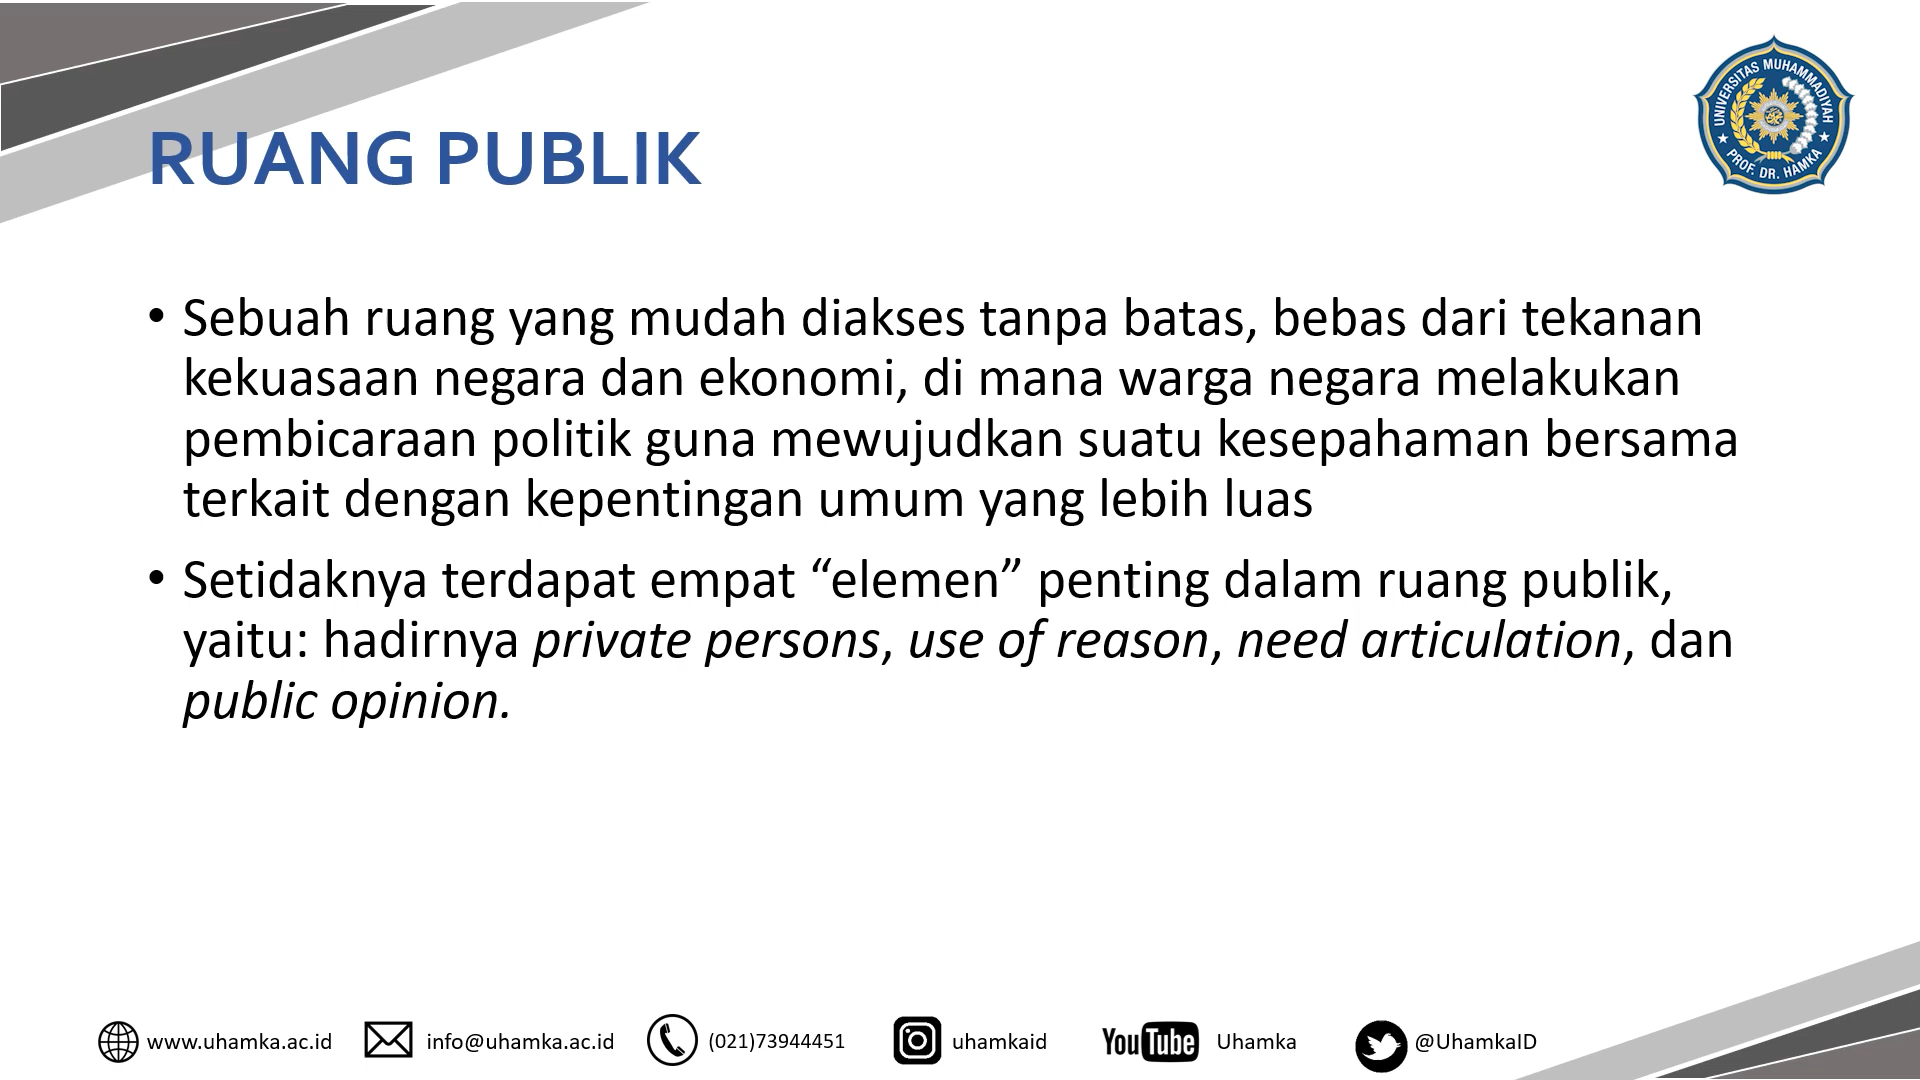 UNIVERSITAS MUHAMMADIYAH
PROF. DR. HAMKA
RUANG PUBLIK
• Sebuah ruang yang mudah diakses tanpa batas, bebas dari tekanan
kekuasaan negara dan ekonomi, di mana warga negara melakukan
pembicaraan politik guna mewujudkan suatu kesepahaman bersama
terkait dengan kepentingan umum yang lebih luas
• Setidaknya terdapat empat “elemen” penting dalam ruang publik,
yaitu: hadirnya private persons, use of reason, need articulation, dan
public opinion.
www.uhamka.ac.id
info@uhamka.ac.id
(021)73944451
uhamkaid
YouTube Uhamka
@UhamkaID